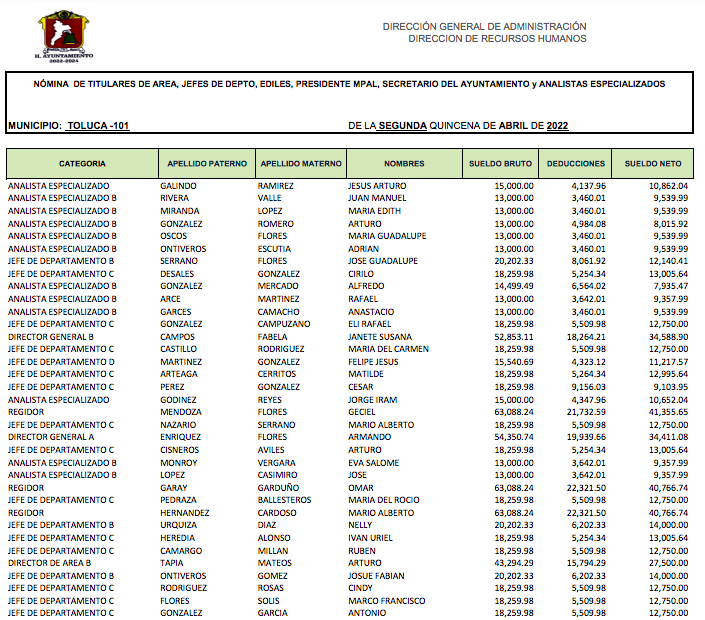 H. AYUNTAMIENTO
2022-2024
DIRECCIÓN GENERAL DE ADMINISTRACIÓN
DIRECCION DE RECURSOS HUMANOS
NÓMINA DE TITULARES DE AREA, JEFES DE DEPTO, EDILES, PRESIDENTE MPAL, SECRETARIO DEL AYUNTAMIENTO y ANALISTAS ESPECIALIZADOS
MUNICIPIO: TOLUCA -101 DE LA SEGUNDA QUINCENA DE ABRIL DE 2022
CATEGORIA APELLIDO PATERNO APELLIDO MATERNO NOMBRES SUELDO BRUTO DEDUCCIONES SUELDO NETO
ANALISTA ESPECIALIZADO GALINDO RAMIREZ JESUS ARTURO 15,000.00 4,137.96 10,862.04
ANALISTA ESPECIALIZADO B RIVERA VALLE JUAN MANUEL 13,000.00 3,460.01 9,539.99
ANALISTA ESPECIALIZADO B MIRANDA LOPEZ MARIA EDITH 13,000.00 3,460.01 9,539.99
ANALISTA ESPECIALIZADO B GONZALEZ ROMERO ARTURO 13,000.00 4,984.08 8,015.92
ANALISTA ESPECIALIZADO B OSCOS FLORES MARIA GUADALUPE 13,000.00 3,460.01 9,539.99
ANALISTA ESPECIALIZADO B ONTIVEROS ESCUTIA ADRIAN 13,000.00 3,460.01 9,539.99
JEFE DE DEPARTAMENTO B SERRANO FLORES JOSE GUADALUPE 20,202.33 8,061.92 12,140.41
JEFE DE DEPARTAMENTO C DESALES GONZALEZ CIRILO 18,259.98 5,254.34 13,005.64
ANALISTA ESPECIALIZADO B GONZALEZ MERCADO ALFREDO 14,499.49 6,564.02 7,935.47
ANALISTA ESPECIALIZADO B ARCE MARTINEZ RAFAEL 13,000.00 3,642.01 9,357.99
ANALISTA ESPECIALIZADO B GARCES CAMACHO ANASTACIO 13,000.00 3,460.01 9,539.99
JEFE DE DEPARTAMENTO C GONZALEZ CAMPUZANO ELI RAFAEL 18,259.98 5,509.98 12,750.00
DIRECTOR GENERAL B CAMPOS FABELA JANETE SUSANA 52,853.11 18,264.21 34,588.90
JEFE DE DEPARTAMENTO C CASTILLO RODRIGUEZ MARIA DEL CARMEN 18,259.98 5,509.98 12,750.00
JEFE DE DEPARTAMENTO D MARTINEZ GONZALEZ FELIPE JESUS 15,540.69 4,323.12 11,217.57
JEFE DE DEPARTAMENTO C ARTEAGA CERRITOS MATILDE 18,259.98 5,264.34 12,995.64
JEFE DE DEPARTAMENTO C PEREZ GONZALEZ CESAR 18,259.98 9,156.03 9,103.95
ANALISTA ESPECIALIZADO GODINEZ REYES JORGE IRAM 15,000.00 4,347.96 10,652.04
REGIDOR MENDOZA FLORES GECIEL 63,088.24 21,732.59 41,355.65
JEFE DE DEPARTAMENTO C NAZARIO SERRANO MARIO ALBERTO 18,259.98 5,509.98 12,750.00
DIRECTOR GENERAL A ENRIQUEZ FLORES ARMANDO 54,350.74 19,939.66 34,411.08
JEFE DE DEPARTAMENTO C CISNEROS AVILES ARTURO 18,259.98 5,254.34 13,005.64
ANALISTA ESPECIALIZADO B MONROY VERGARA EVA SALOME 13,000.00 3,642.01 9,357.99
ANALISTA ESPECIALIZADO B LOPEZ CASIMIRO JOSE 13,000.00 3,642.01 9,357.99
REGIDOR GARAY GARDUÑO OMAR 63,088.24 22,321.50 40,766.74
JEFE DE DEPARTAMENTO C PEDRAZA BALLESTEROS MARIA DEL ROCIO 18,259.98 5,509.98 12,750.00
REGIDOR HERNANDEZ CARDOSO MARIO ALBERTO 63,088.24 22,321.50 40,766.74
JEFE DE DEPARTAMENTO B URQUIZA DIAZ NELLY 20,202.33 6,202.33 14,000.00
JEFE DE DEPARTAMENTO C HEREDIA ALONSO IVAN URIEL 18,259.98 5,254.34 13,005.64
JEFE DE DEPARTAMENTO C CAMARGO MILLAN RUBEN 18,259.98 5,509.98 12,750.00
DIRECTOR DE AREA B TAPIA MATEOS ARTURO 43,294.29 15,794.29 27,500.00
JEFE DE DEPARTAMENTO B ONTIVEROS GOMEZ JOSUE FABIAN 20,202.33 6,202.33 14,000.00
JEFE DE DEPARTAMENTO C RODRIGUEZ ROSAS CINDY 18,259.98 5,509.98 12,750.00
JEFE DE DEPARTAMENTO C FLORES SOLIS MARCO FRANCISCO 18,259.98 5,509.98 12,750.00
JEFE DE DEPARTAMENTO C GONZALEZ GARCIA ANTONIO 18,259.98 5,509.98 12,750.00